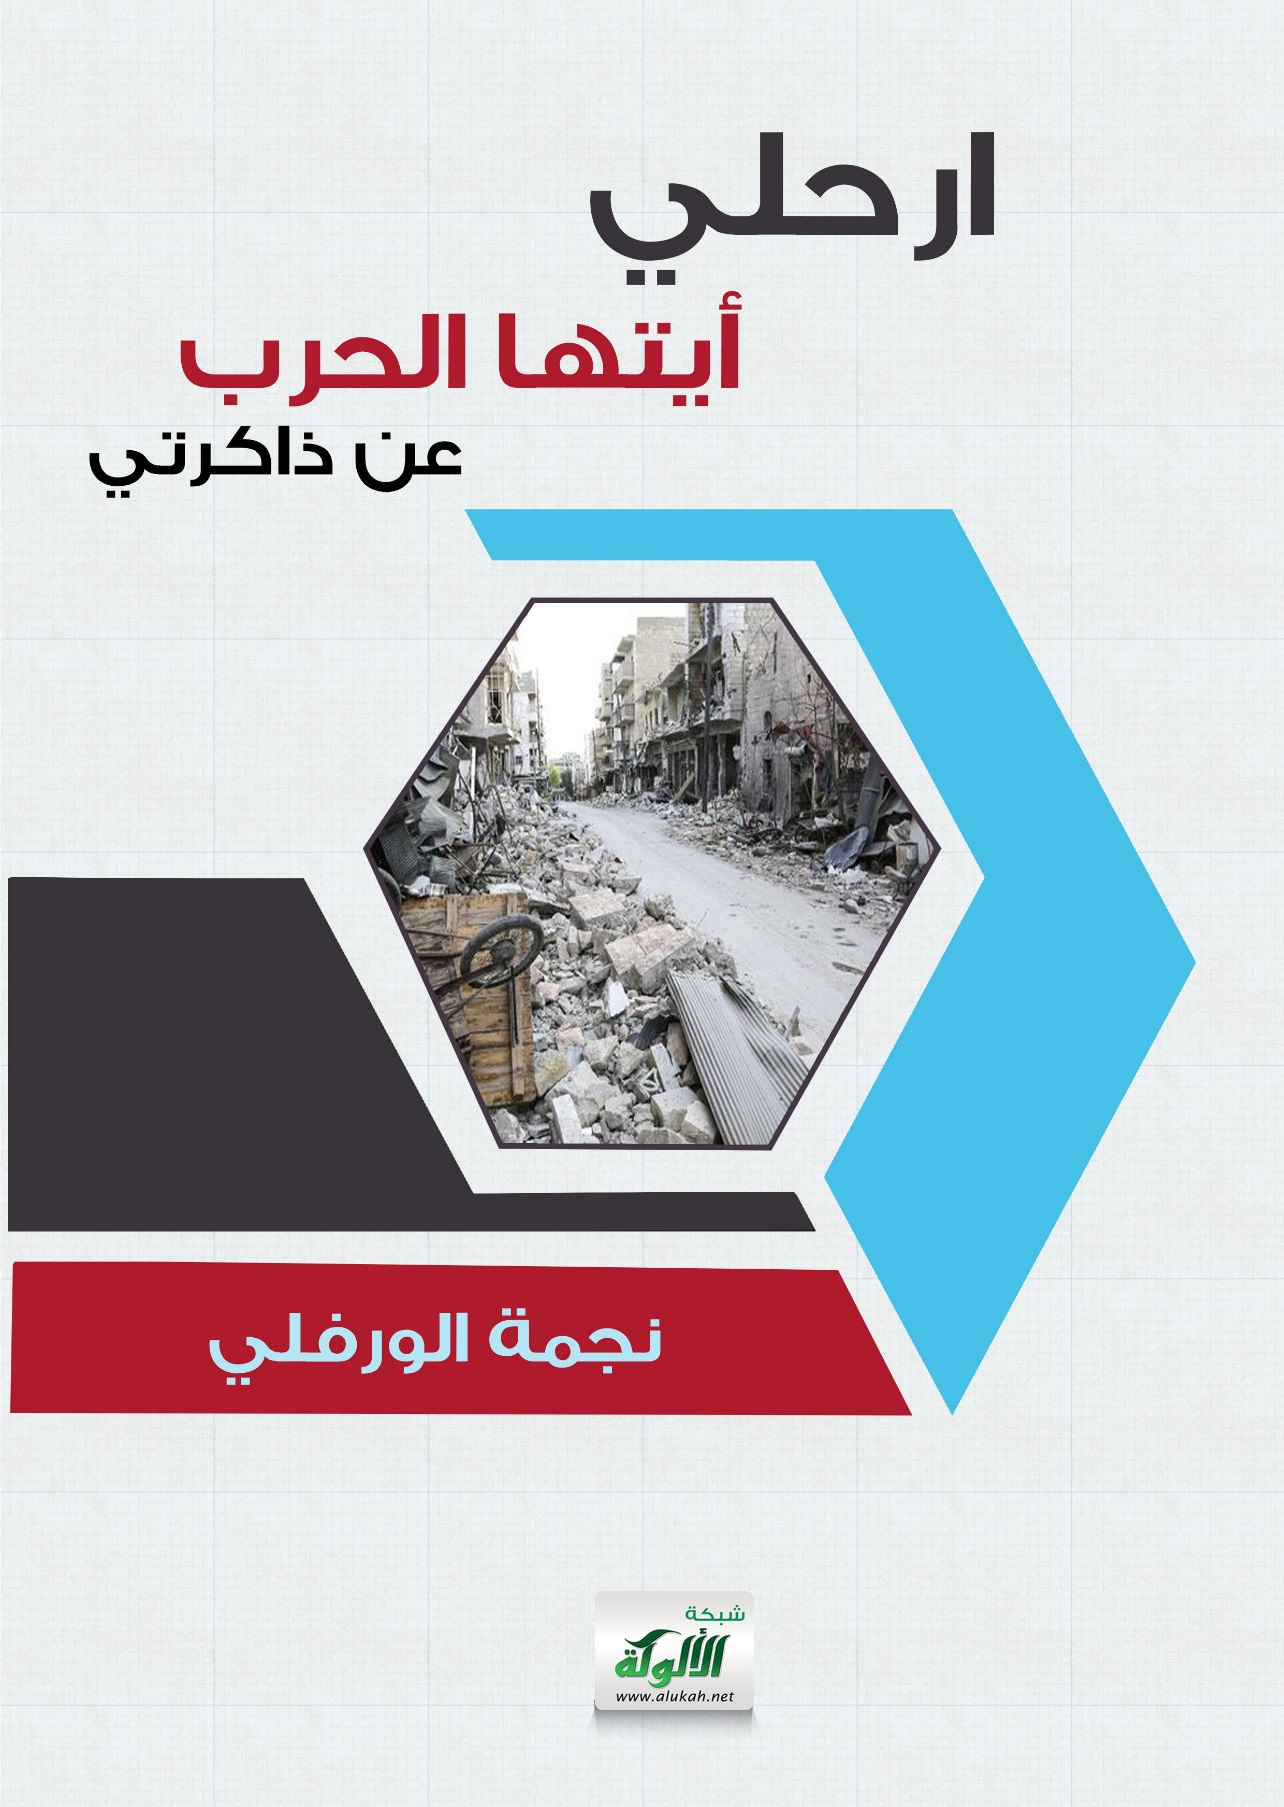 ارحلي
أيتها الحرب
عن ذاكرتي
نجمة الورفلي
شبكة
الألوكة
www.alukah.net